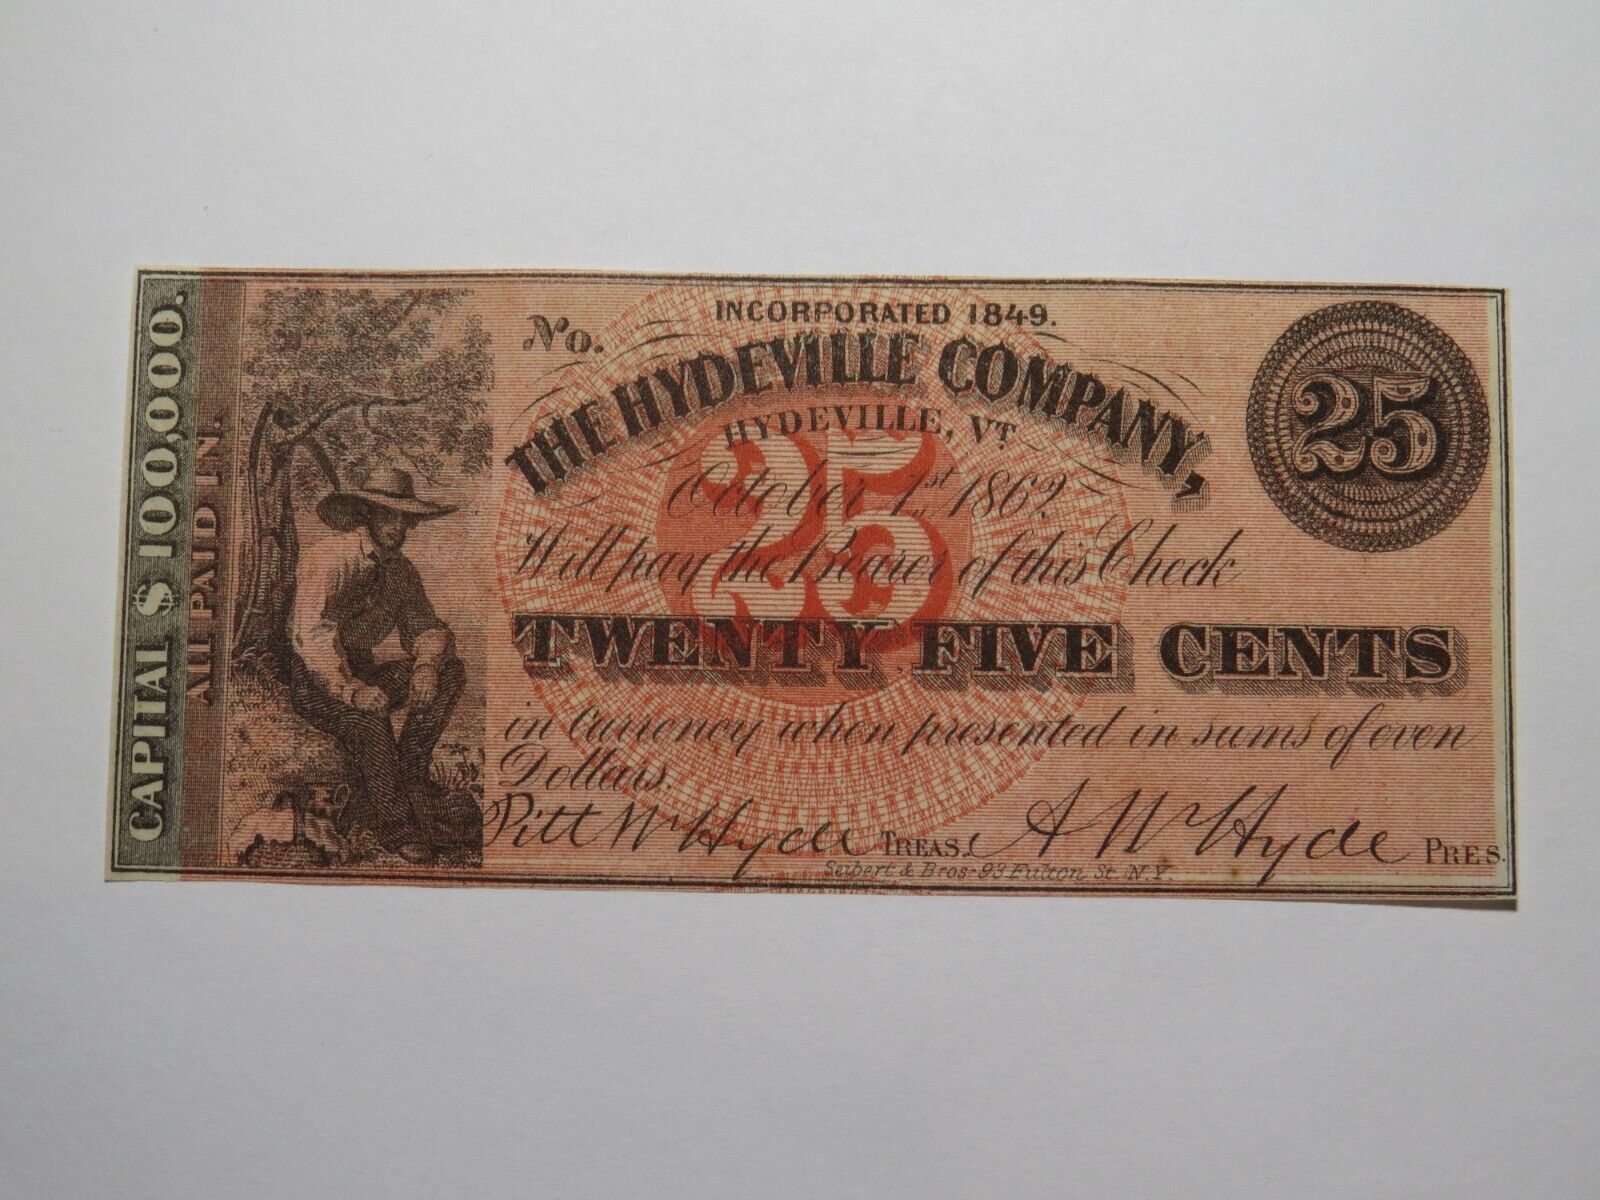 CAPITAL $100,000.
All PAID IN.
No.
INCORPORATED 1849.
THE HYDEVILLE COMPANY,
HYDEVILLE, VT
25
25
October 1st, 1862.
Will pay the Bearer of this Check
TWENTY FIVE CENTS
in Currency when presented in sums of even
Dollars.
Pitt W Hyde TREAS. A W Hyde PRES.
Seibert & Bros. 93 Fulton St. N.Y.